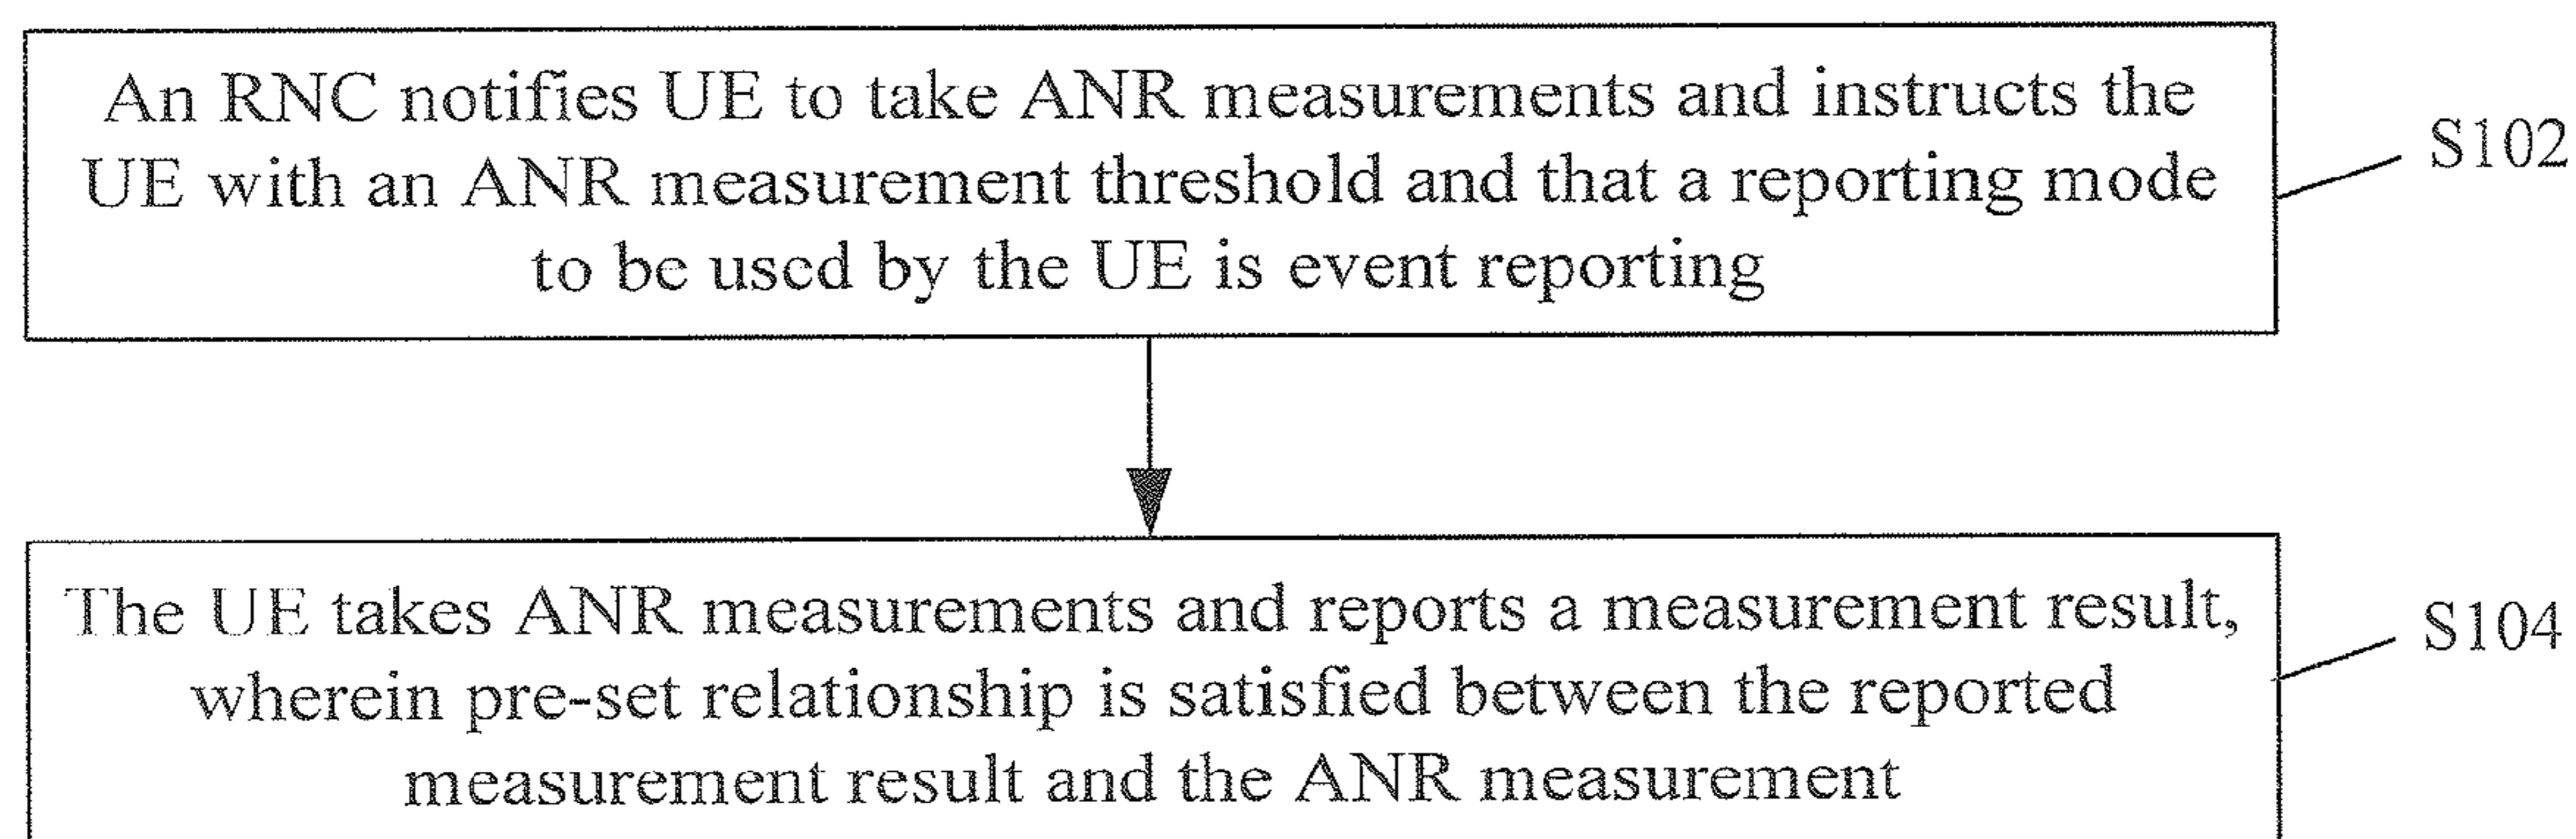 An RNC notifies UE to take ANR measurements and instructs the
UE with an ANR measurement threshold and that a reporting mode
to be used by the UE is event reporting
S102
The UE takes ANR measurements and reports a measurement result,
wherein pre-set relationship is satisfied between the reported
measurement result and the ANR measurement
S104